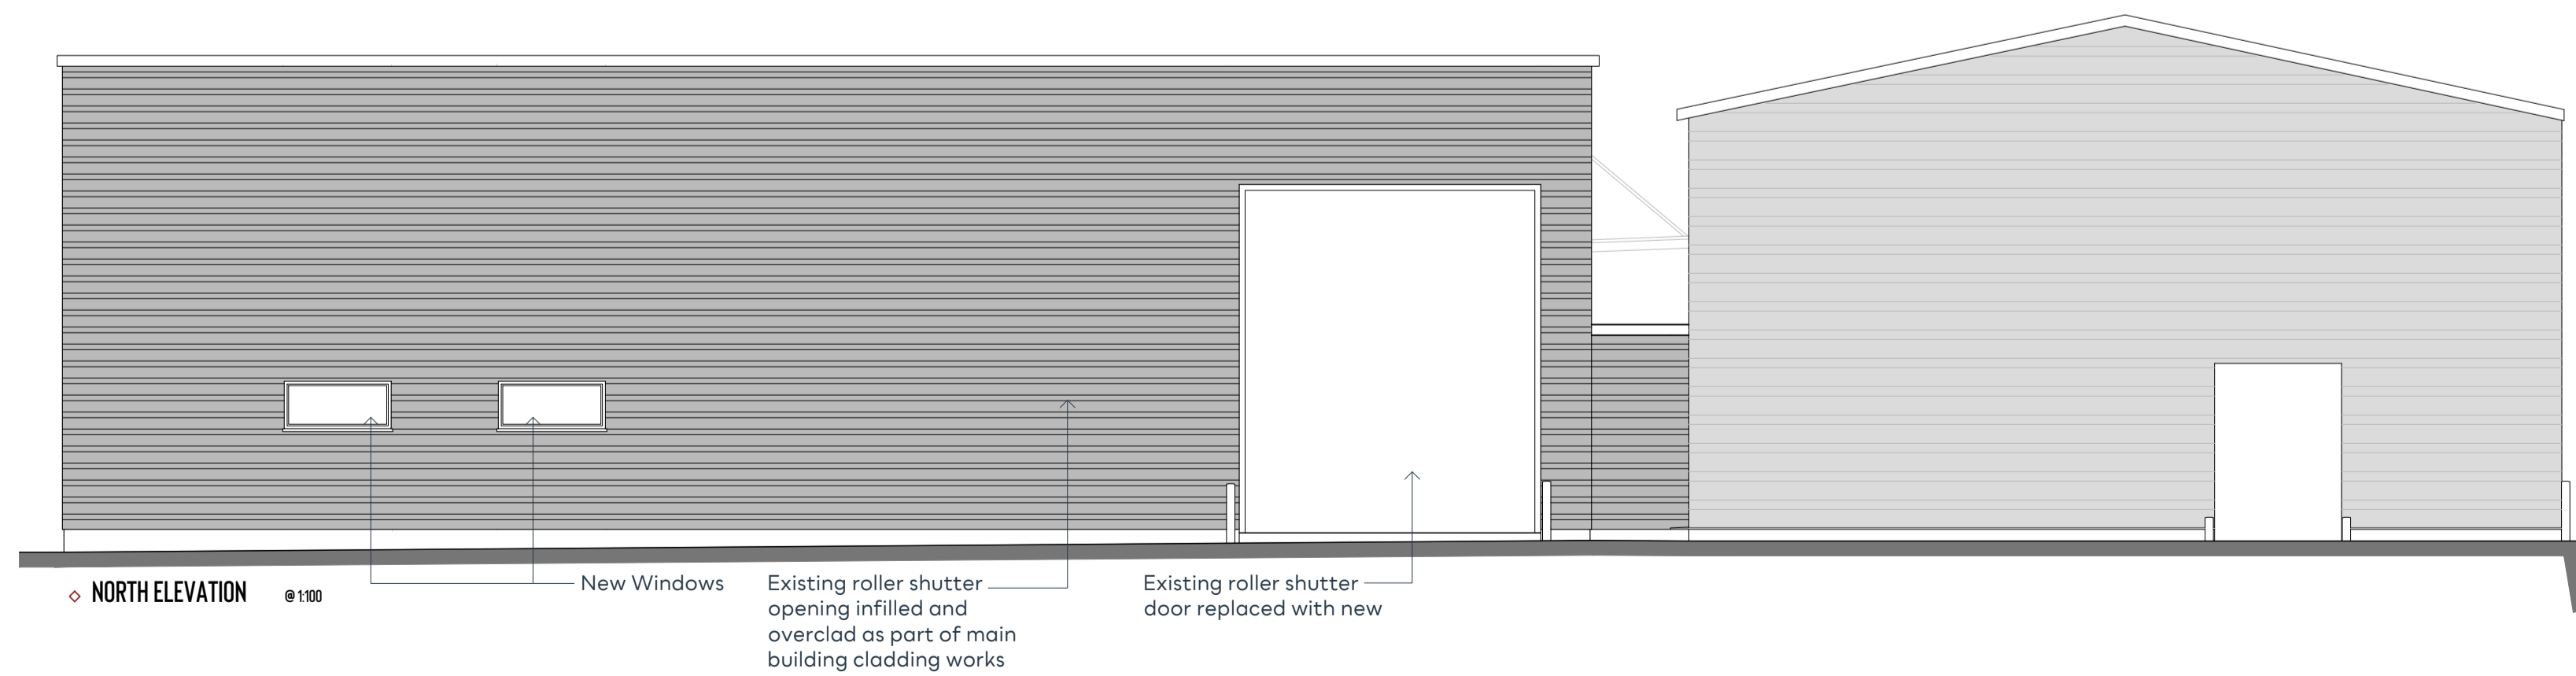 NORTH ELEVATION @ 1:100
New Windows
Existing roller shutter
opening infilled and
overclad as part of main
building cladding works
Existing roller shutter
door replaced with new